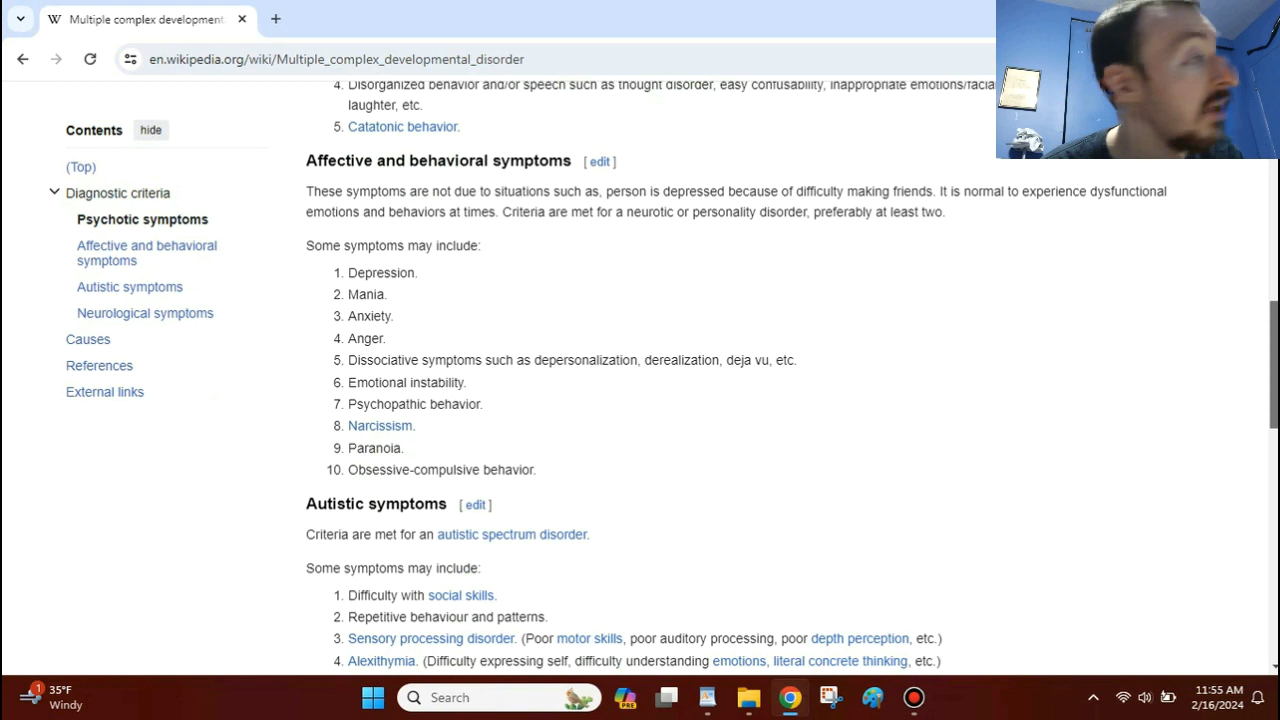 Multiple complex development
en.wikipedia.org/wiki/Multiple_complex_developmental_disorder
4. Disorganized behavior and/or speech such as thought disorder, easy confusability, inappropriate emotions/facial
laughter, etc.
5. Catatonic behavior.
Contents hide
(Top)
Diagnostic criteria
Psychotic symptoms
Affective and behavioral
symptoms
Autistic symptoms
Neurological symptoms
Causes
References
External links
Affective and behavioral symptoms [ edit ]
These symptoms are not due to situations such as, person is depressed because of difficulty making friends. It is normal to experience dysfunctional
emotions and behaviors at times. Criteria are met for a neurotic or personality disorder, preferably at least two.
Some symptoms may include:
1. Depression.
2. Mania.
3. Anxiety.
4. Anger.
5. Dissociative symptoms such as depersonalization, derealization, deja vu, etc.
6. Emotional instability.
7. Psychopathic behavior.
8. Narcissism.
9. Paranoia.
10. Obsessive-compulsive behavior.
Autistic symptoms [ edit ]
Criteria are met for an autistic spectrum disorder.
Some symptoms may include:
1. Difficulty with social skills.
2. Repetitive behaviour and patterns.
3. Sensory processing disorder. (Poor motor skills, poor auditory processing, poor depth perception, etc.)
4. Alexithymia. (Difficulty expressing self, difficulty understanding emotions, literal concrete thinking, etc.)
1
35°F
Windy
Search
PRE
11:55 AM
2/16/2024